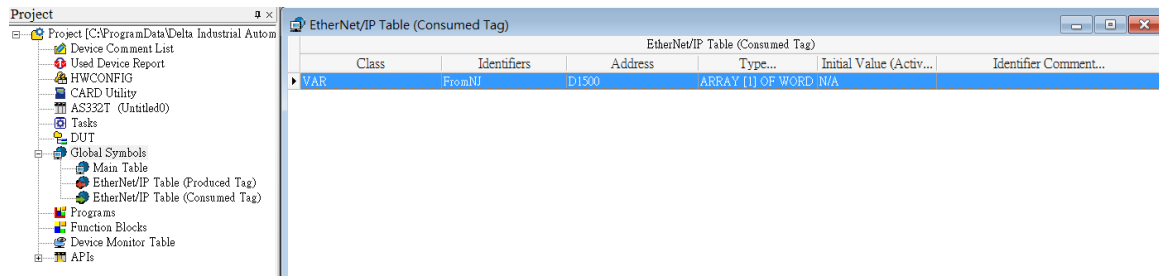 Project
Project [C:\ProgramData\Delta Industrial Autom
Device Comment List
Used Device Report
HWCONFIG
CARD Utility
AS332T (Untitled0)
Tasks
DUT
Global Symbols
Main Table
EtherNet/IP Table (Produced Tag)
EtherNet/IP Table (Consumed Tag)
Programs
Function Blocks
Device Monitor Table
APIs
EtherNet/IP Table (Consumed Tag)
EtherNet/IP Table (Consumed Tag)
Class Identifiers Address Type... Initial Value (Activ... Identifier Comment...
VAR FromNJ D1500 ARRAY [1] OF WORD N/A